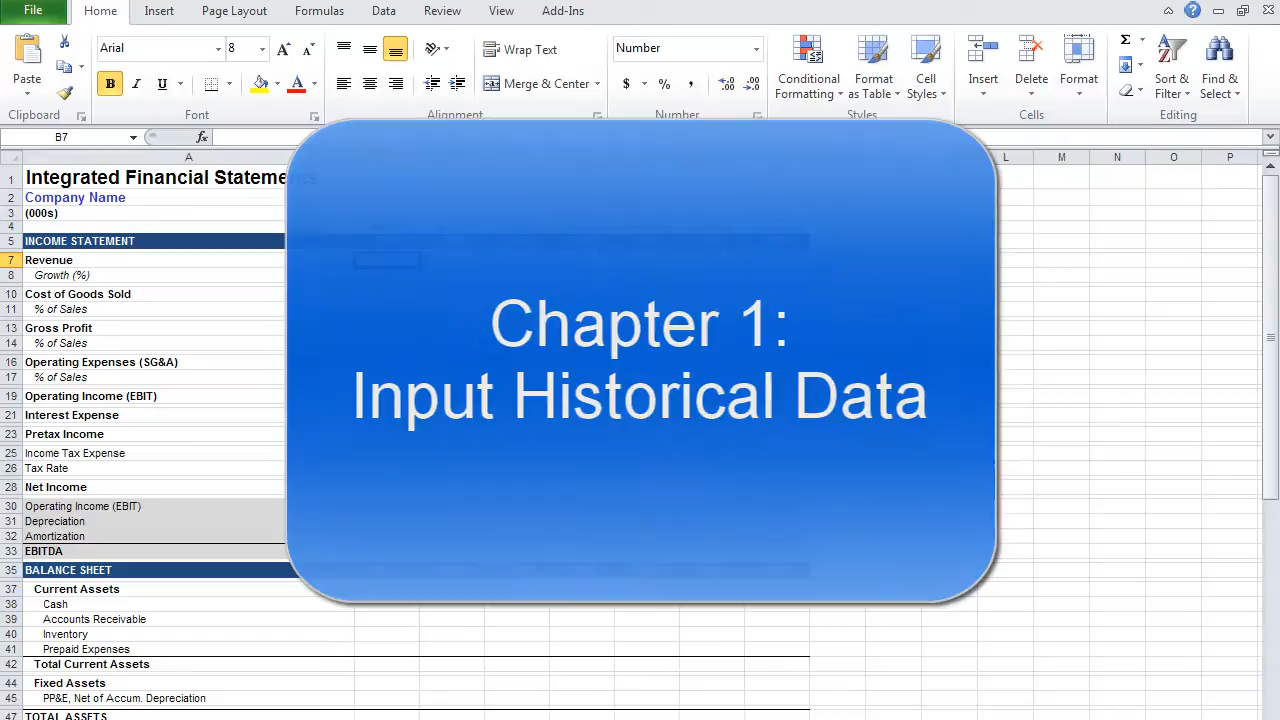 File Home Insert Page Layout Formulas Data Review View Add-Ins
Arial 8 Wrap Text Number
Paste Merge & Center $ % , Conditional Formatting Format as Table Cell Styles Insert Delete Format Sort & Filter Find & Select
Clipboard Font Alignment Number Styles Cells Editing
B7 fx
A L M N O P
1 Integrated Financial Stateme
2 Company Name
3 (000s)
4
5 INCOME STATEMENT
7 Revenue
8 Growth (%)
10 Cost of Goods Sold
11 % of Sales
13 Gross Profit
14 % of Sales
16 Operating Expenses (SG&A)
17 % of Sales
19 Operating Income (EBIT)
21 Interest Expense
23 Pretax Income
25 Income Tax Expense
26 Tax Rate
28 Net Income
30 Operating Income (EBIT)
31 Depreciation
32 Amortization
33 EBITDA
35 BALANCE SHEET
37 Current Assets
38 Cash
39 Accounts Receivable
40 Inventory
41 Prepaid Expenses
42 Total Current Assets
44 Fixed Assets
45 PP&E, Net of Accum. Depreciation
47 TOTAL ASSETS
Chapter 1:
Input Historical Data